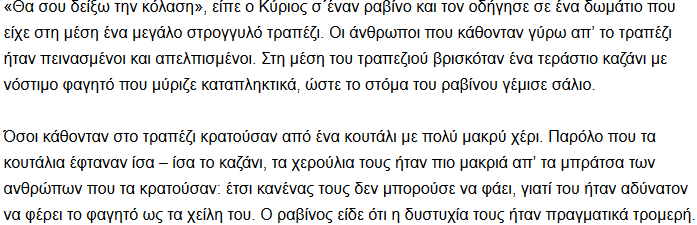 «Θα σου δείξω την κόλαση», είπε ο Κύριος σ΄έναν ραβίνο και τον οδήγησε σε ένα δωμάτιο που
είχε στη μέση ένα μεγάλο στρογγυλό τραπέζι. Οι άνθρωποι που κάθονταν γύρω απ’ το τραπέζι
ήταν πεινασμένοι και απελπισμένοι. Στη μέση του τραπεζιού βρισκόταν ένα τεράστιο καζάνι με
νόστιμο φαγητό που μύριζε καταπληκτικά, ώστε το στόμα του ραβίνου γέμισε σάλιο.

Όσοι κάθονταν στο τραπέζι κρατούσαν από ένα κουτάλι με πολύ μακρύ χέρι. Παρόλο που τα
κουτάλια έφταναν ίσα – ίσα το καζάνι, τα χερούλια τους ήταν πιο μακριά απ’ τα μπράτσα των
ανθρώπων που τα κρατούσαν: έτσι κανένας τους δεν μπορούσε να φάει, γιατί του ήταν αδύνατον
να φέρει το φαγητό ως τα χείλη του. Ο ραβίνος είδε ότι η δυστυχία τους ήταν πραγματικά τρομερή.